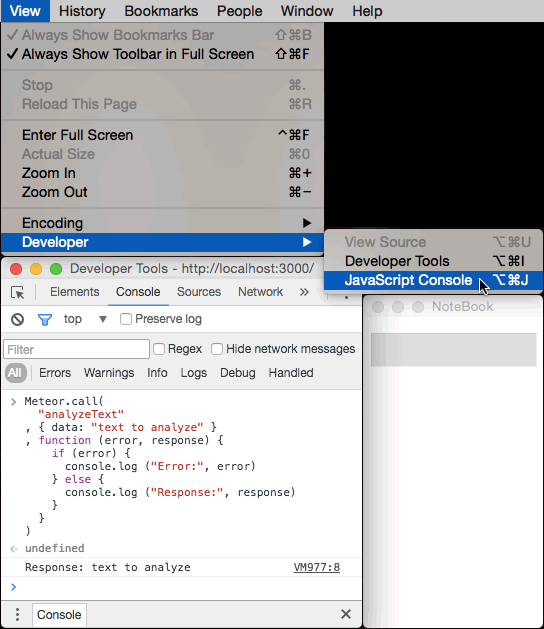 View History Bookmarks People Window Help
✓ Always Show Bookmarks Bar ⇧⌘B
✓ Always Show Toolbar in Full Screen ⇧⌘F
Stop ⌘.
Reload This Page ⌘R
Enter Full Screen ^⌘F
Actual Size ⌘0
Zoom In ⌘+
Zoom Out ⌘−
Encoding ▶
Developer ▶
View Source ⌥⌘U
Developer Tools ⌥⌘I
JavaScript Console ⌥⌘J
Developer Tools - http://localhost:3000/
Elements Console Sources Network »
top ▼ Preserve log
Filter Regex Hide network messages
All Errors Warnings Info Logs Debug Handled
> Meteor.call(
"analyzeText"
, { data: "text to analyze" }
, function (error, response) {
if (error) {
console.log ("Error:", error)
} else {
console.log ("Response:", response)
}
}
)
undefined
Response: text to analyze VM977:8
>
Console ×
NoteBook